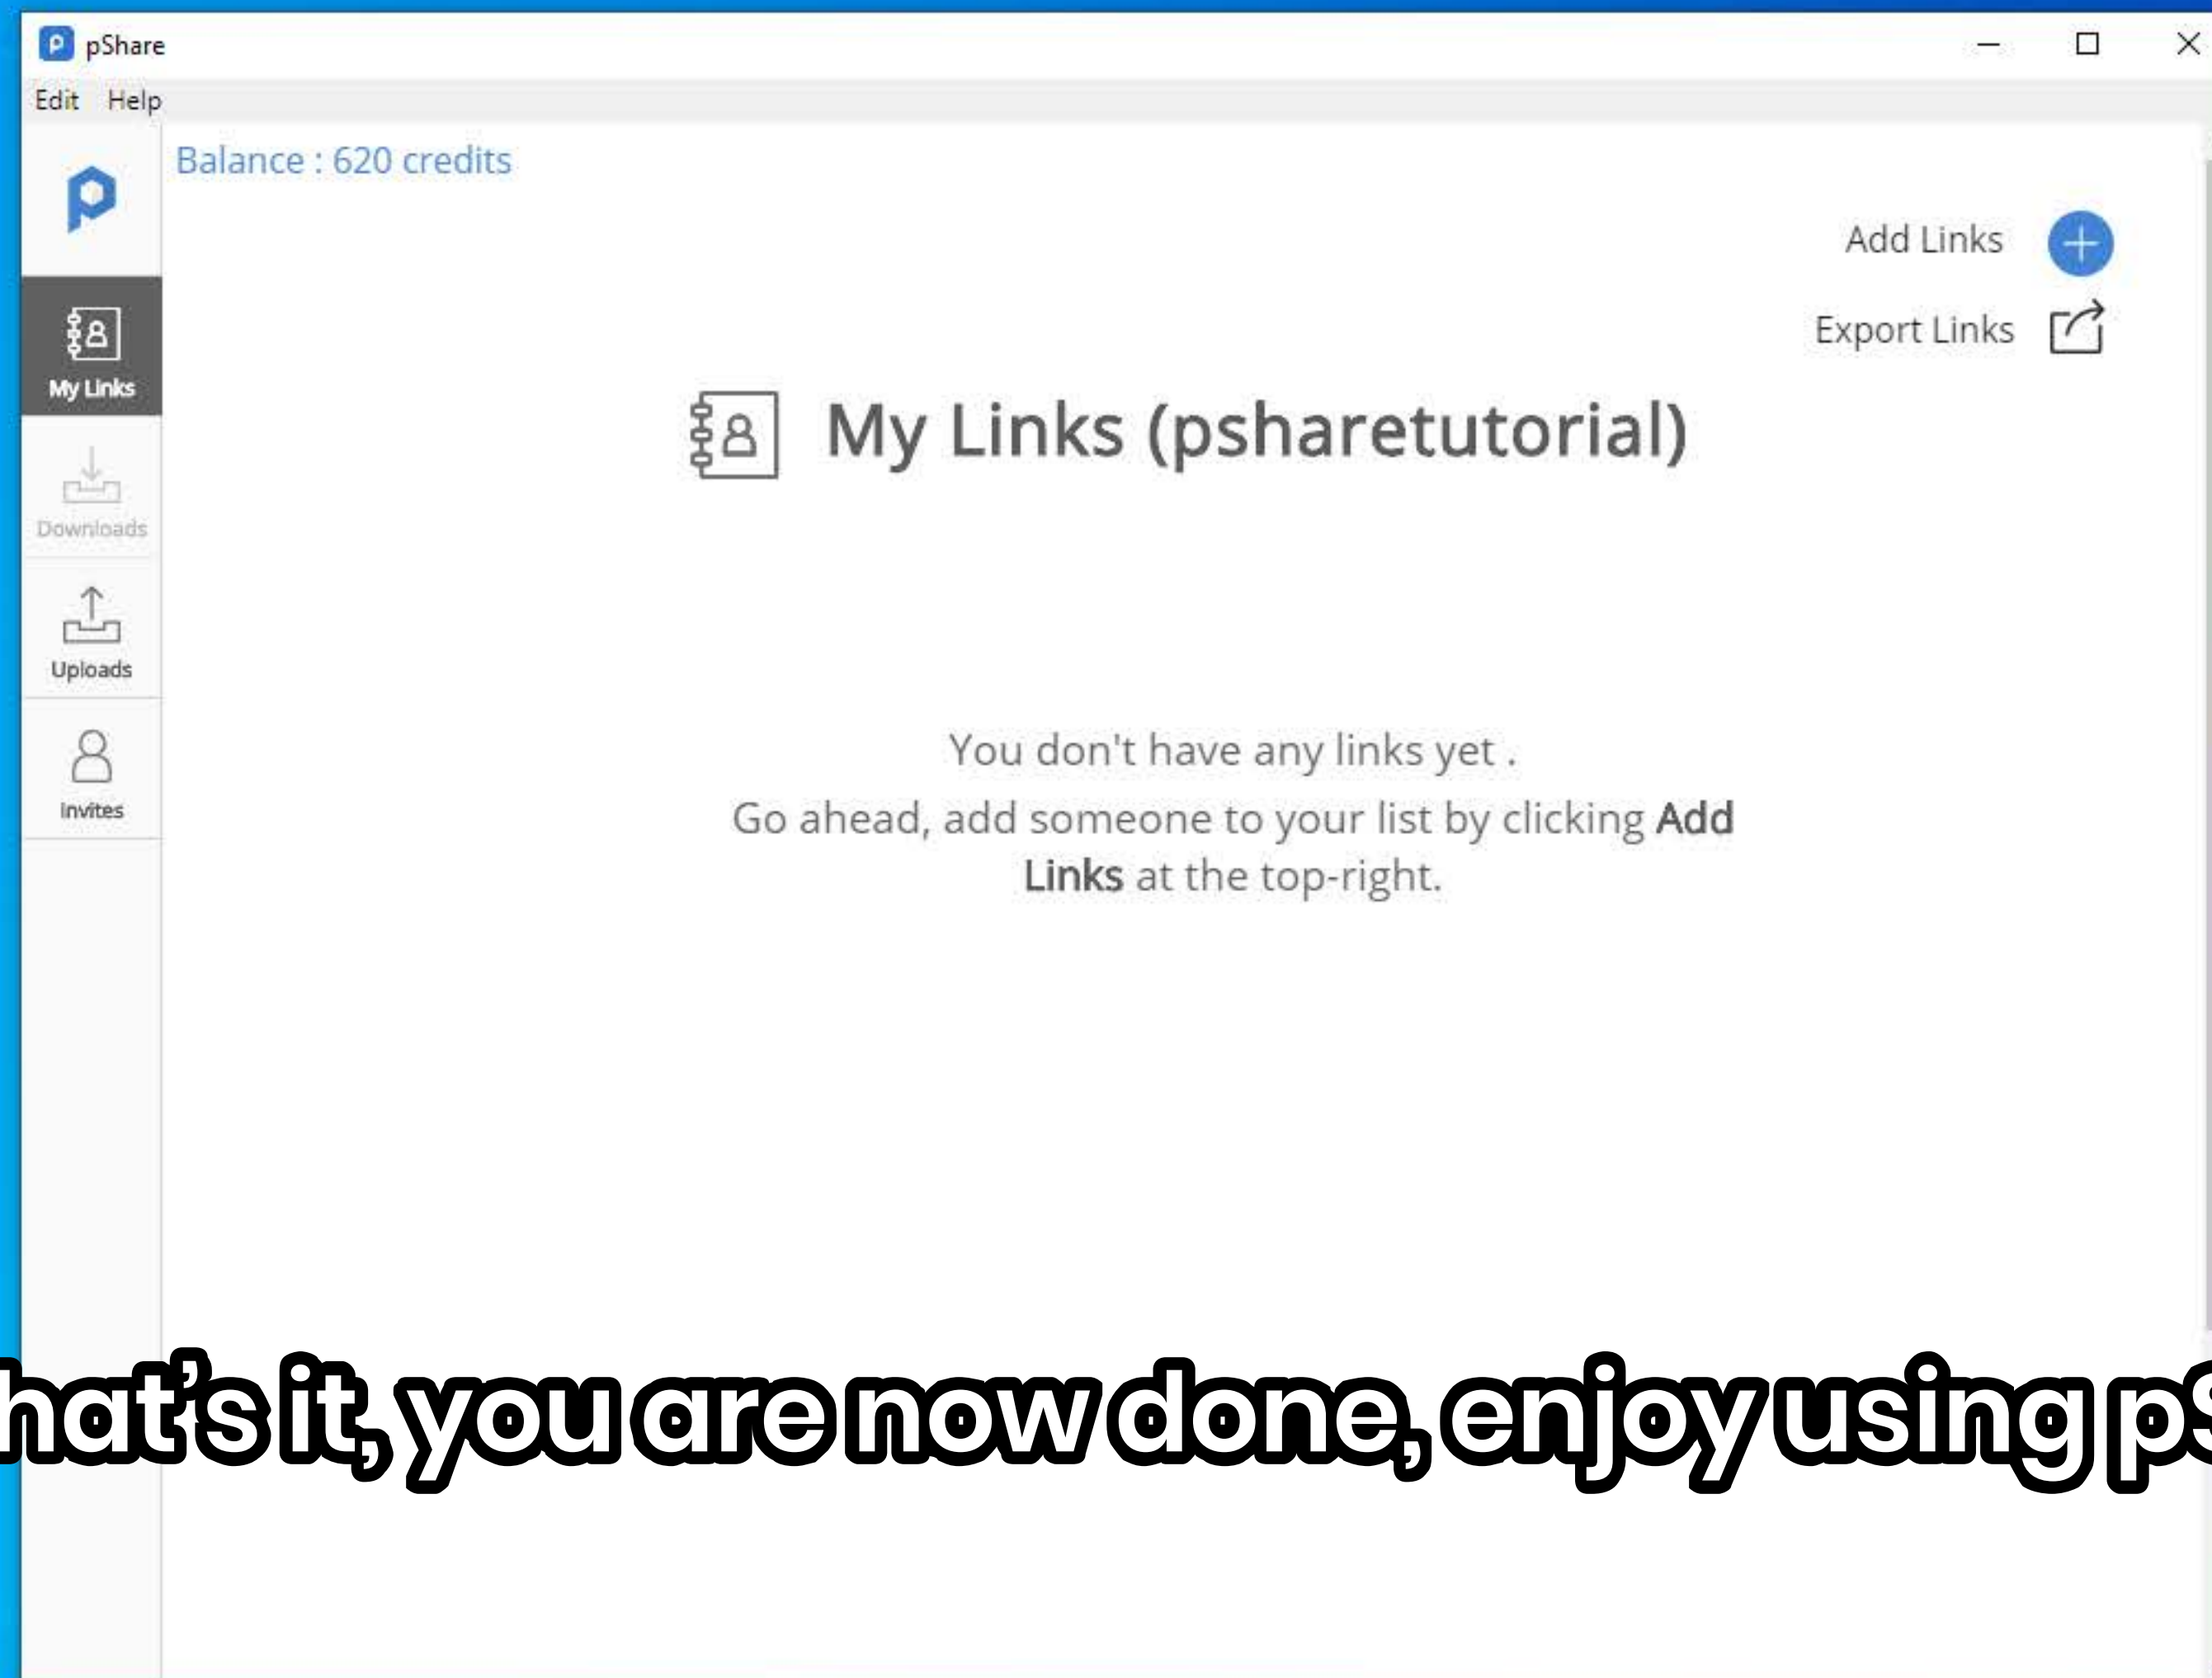 pShare
Edit Help
Balance : 620 credits
Add Links
Export Links
My Links
Downloads
Uploads
Invites
My Links (psharetutorial)
You don't have any links yet .
Go ahead, add someone to your list by clicking Add
Links at the top-right.
hat's it, you are now done, enjoy using pS